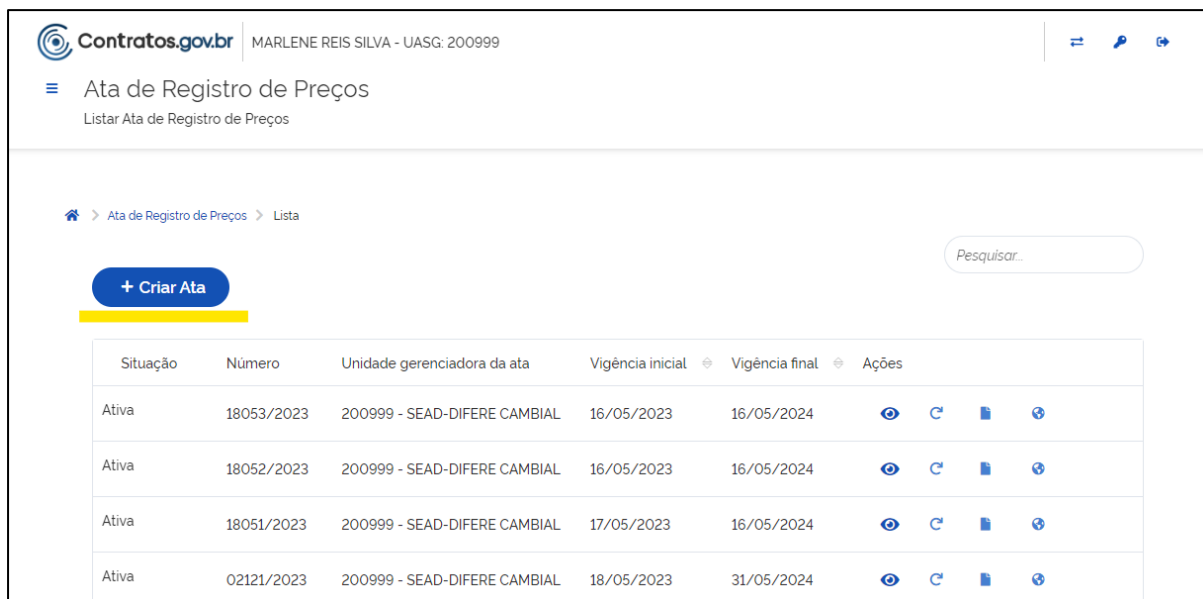 Contratos.gov.br MARLENE REIS SILVA - UASG: 200999
Ata de Registro de Preços
Listar Ata de Registro de Preços
Ata de Registro de Preços > Lista
Pesquisar...
+ Criar Ata
Situação Número Unidade gerenciadora da ata Vigência inicial Vigência final Ações
Ativa 18053/2023 200999 - SEAD-DIFERE CAMBIAL 16/05/2023 16/05/2024
Ativa 18052/2023 200999 - SEAD-DIFERE CAMBIAL 16/05/2023 16/05/2024
Ativa 18051/2023 200999 - SEAD-DIFERE CAMBIAL 17/05/2023 16/05/2024
Ativa 02121/2023 200999 - SEAD-DIFERE CAMBIAL 18/05/2023 31/05/2024